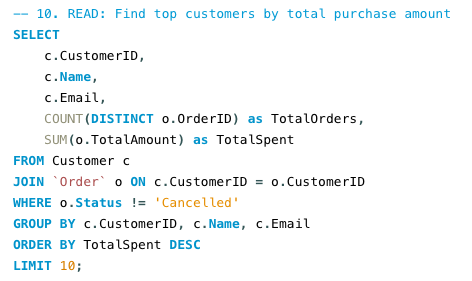 -- 10. READ: Find top customers by total purchase amount
SELECT
    c.CustomerID,
    c.Name,
    c.Email,
    COUNT(DISTINCT o.OrderID) as TotalOrders,
    SUM(o.TotalAmount) as TotalSpent
FROM Customer c
JOIN `Order` o ON c.CustomerID = o.CustomerID
WHERE o.Status != 'Cancelled'
GROUP BY c.CustomerID, c.Name, c.Email
ORDER BY TotalSpent DESC
LIMIT 10;